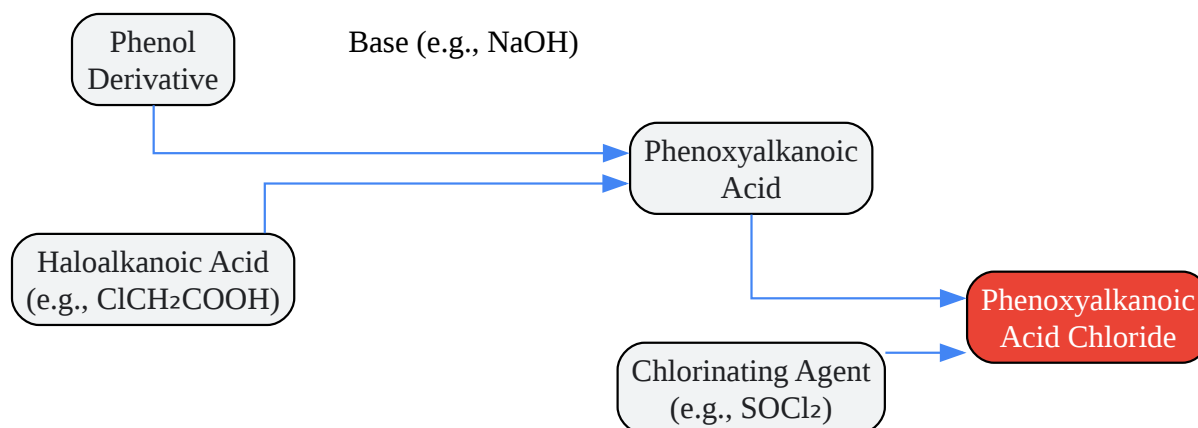 Phenol
Derivative
Base (e.g., NaOH)
Phenoxyalkanoic
Acid
Haloalkanoic Acid
(e.g., ClCH₂COOH)
Phenoxyalkanoic
Acid Chloride
Chlorinating Agent
(e.g., SOCl₂)